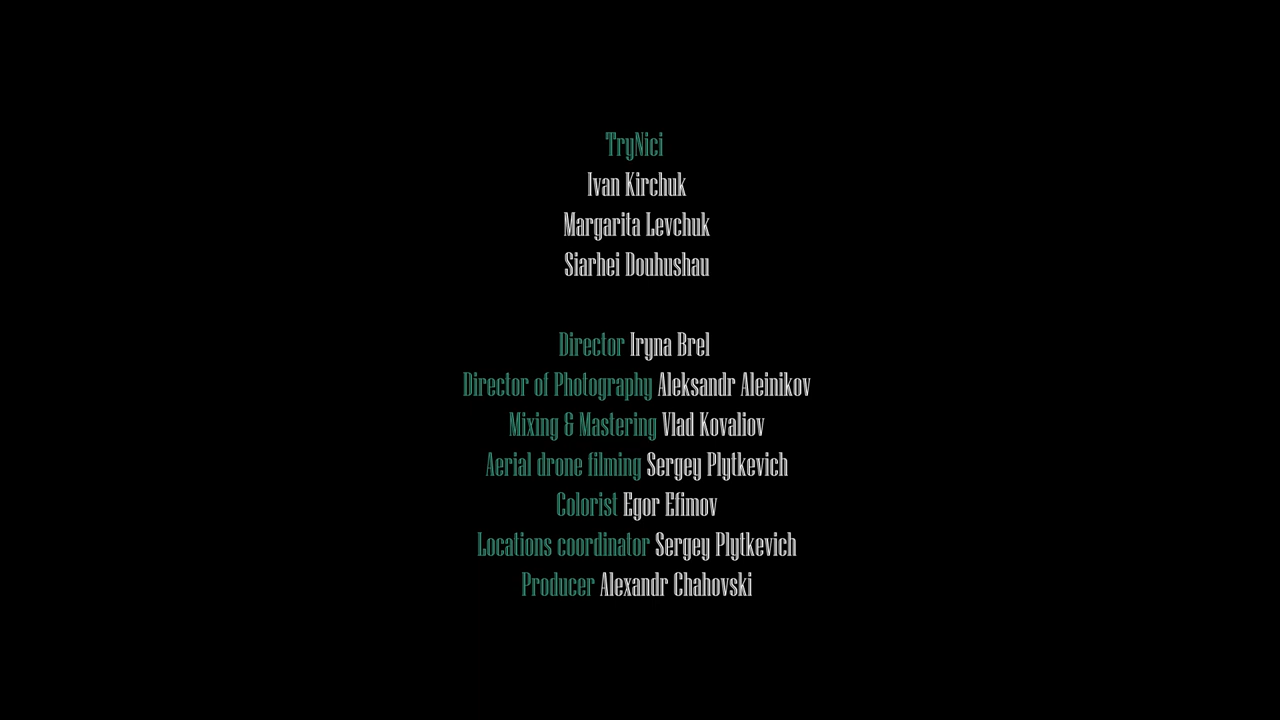 TryNici
Ivan Kirchuk
Margarita Levchuk
Siarhei Douhushau
Director Iryna Brel
Director of Photography Aleksandr Aleinikov
Mixing & Mastering Vlad Kovaliov
Aerial drone filming Sergey Plytkevich
Colorist Egor Efimov
Locations coordinator Sergey Plytkevich
Producer Alexandr Chahovski